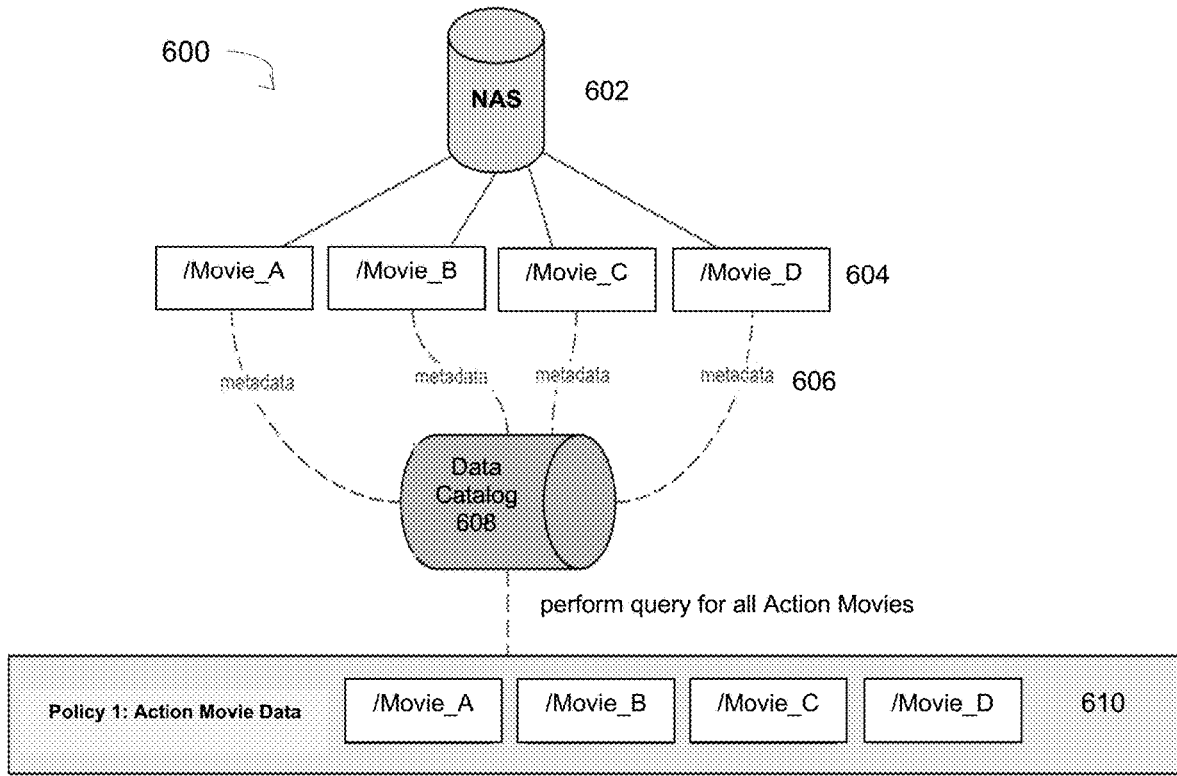 600
NAS
602
/Movie_A
/Movie_B
/Movie_C
/Movie_D
604
metadata
metadata
metadata
metadata
606
Data
Catalog
608
perform query for all Action Movies
Policy 1: Action Movie Data
/Movie_A
/Movie_B
/Movie_C
/Movie_D
610